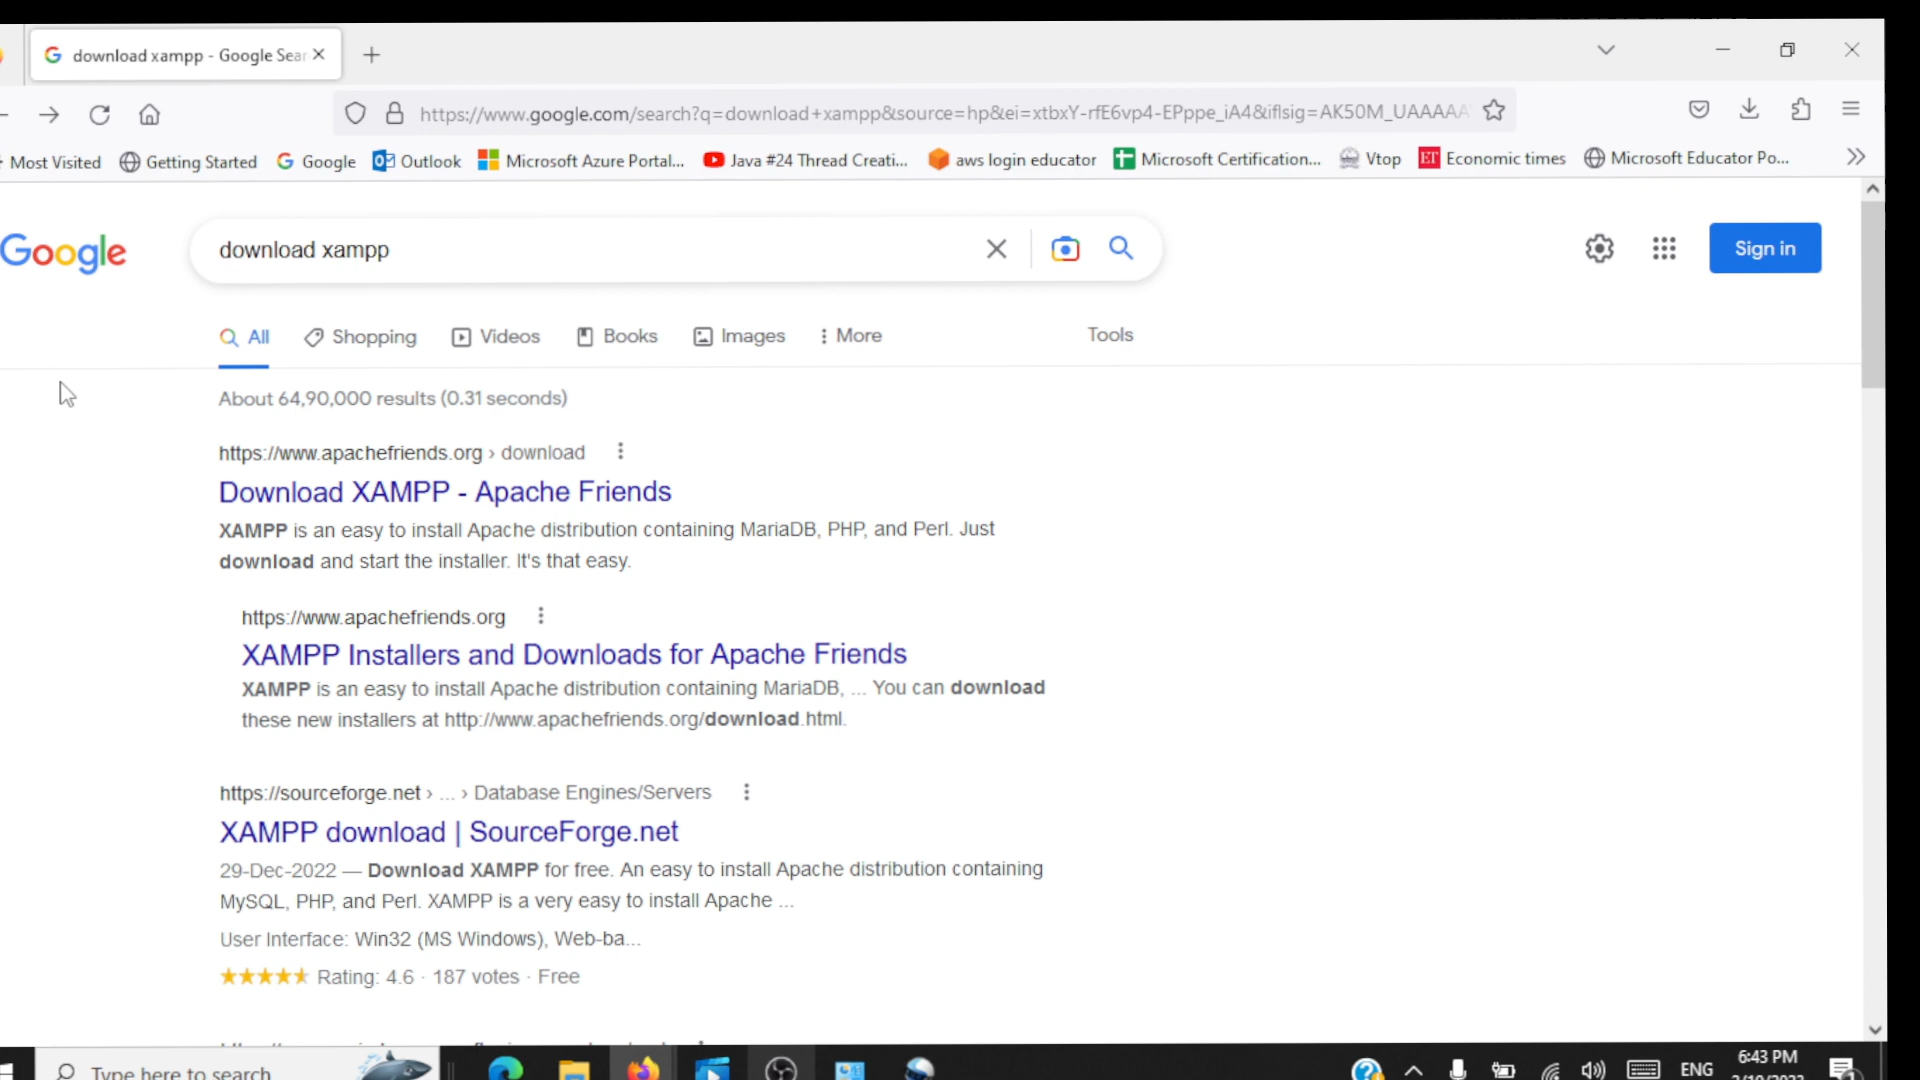 download xampp - Google Sear
https://www.google.com/search?q=download+xampp&source=hp&ei=xtbxY-rfE6vp4-EPppe_iA4&iflsig=AK50M_UAAAAA
Most Visited Getting Started Google Outlook Microsoft Azure Portal... Java #24 Thread Creati... aws login educator Microsoft Certification... Vtop ET Economic times Microsoft Educator Po...
Google download xampp Sign in
All Shopping Videos Books Images More Tools
About 64,90,000 results (0.31 seconds)
https://www.apachefriends.org › download
Download XAMPP - Apache Friends
XAMPP is an easy to install Apache distribution containing MariaDB, PHP, and Perl. Just
download and start the installer. It's that easy.
https://www.apachefriends.org
XAMPP Installers and Downloads for Apache Friends
XAMPP is an easy to install Apache distribution containing MariaDB, ... You can download
these new installers at http://www.apachefriends.org/download.html.
https://sourceforge.net › ... › Database Engines/Servers
XAMPP download | SourceForge.net
29-Dec-2022 — Download XAMPP for free. An easy to install Apache distribution containing
MySQL, PHP, and Perl. XAMPP is a very easy to install Apache ...
User Interface: Win32 (MS Windows), Web-ba...
Rating: 4.6 · 187 votes · Free
Type here to search ENG 6:43 PM